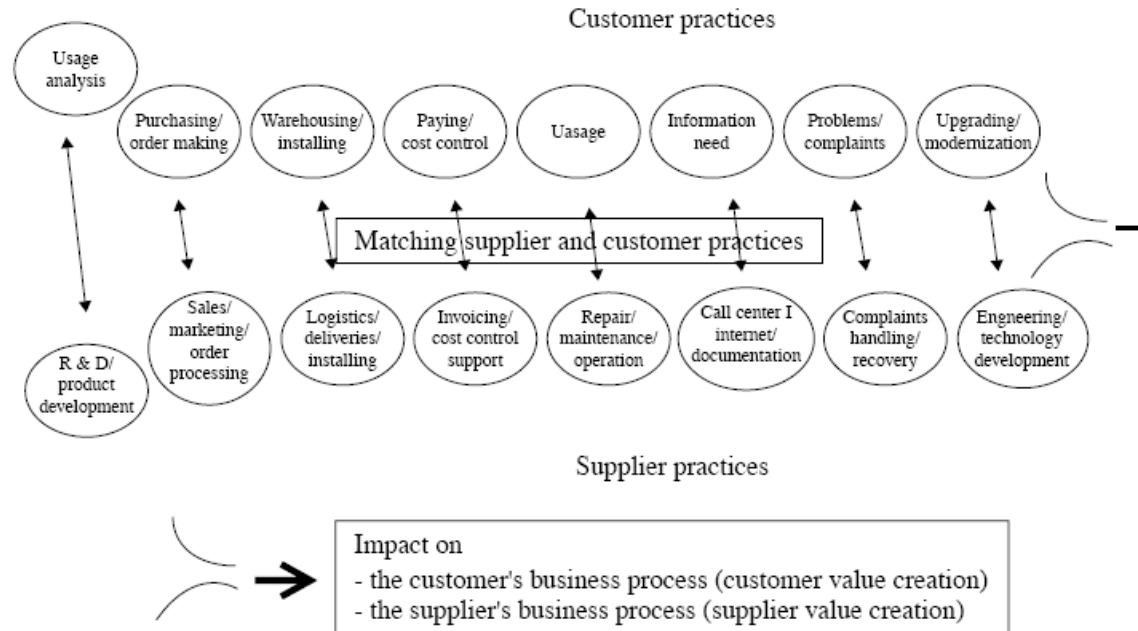 Customer practices
Usage
analysis
Purchasing/
order making
Warehousing/
installing
Paying/
cost control
Uasage
Information
need
Problems/
complaints
Upgrading/
modernization
Matching supplier and customer practices
R & D/
product
development
Sales/
marketing/
order
processing
Logistics/
deliveries/
installing
Invoicing/
cost control
support
Repair/
maintenance/
operation
Call center I
internet/
documentation
Complaints
handling/
recovery
Engneering/
technology
development
Supplier practices
Impact on
- the customer's business process (customer value creation)
- the supplier's business process (supplier value creation)